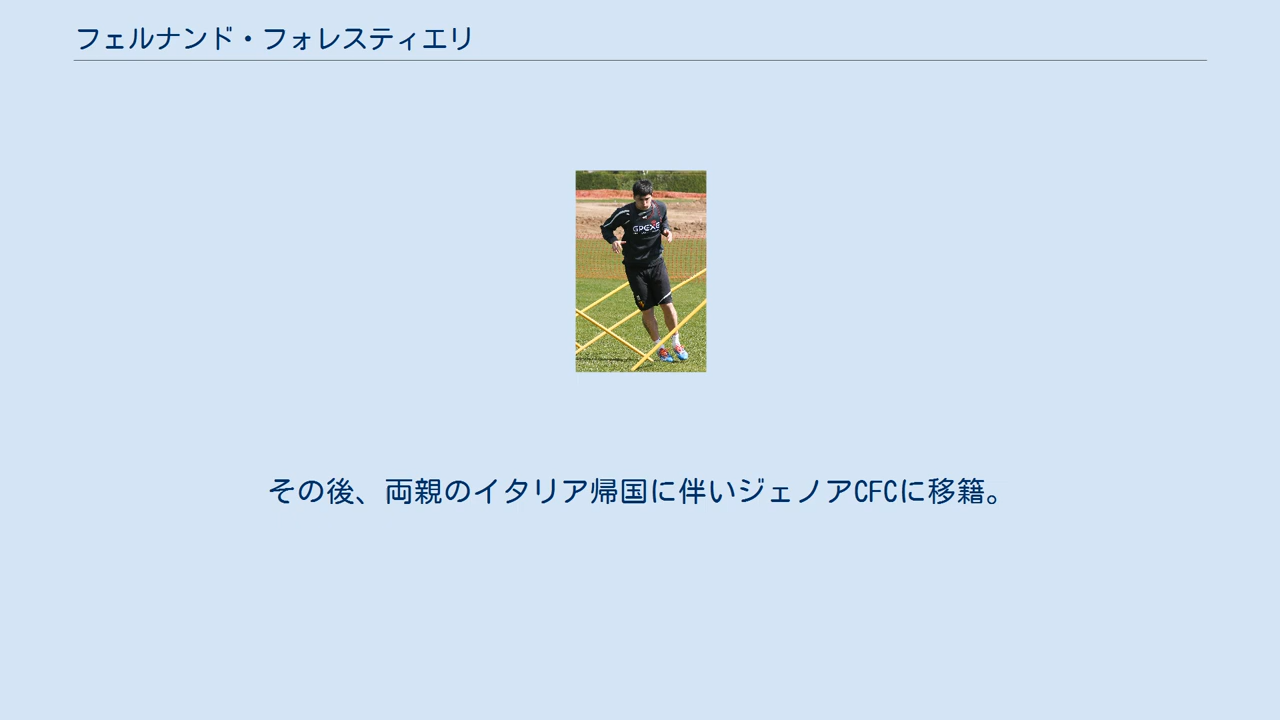 フェルナンド・フォレスティエリ
GPEXE
その後、両親のイタリア帰国に伴いジェノアCFCに移籍。